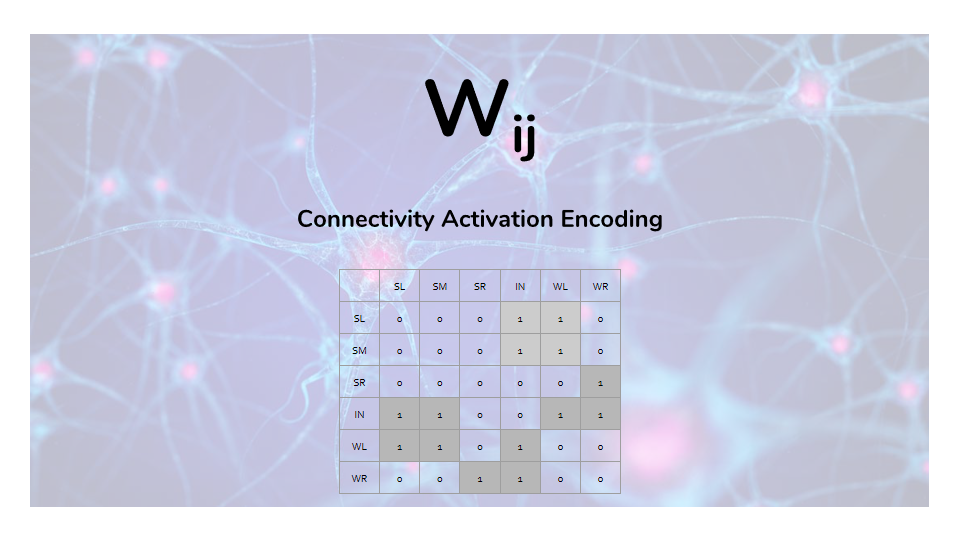 Wij
Connectivity Activation Encoding
SL SM SR IN WL WR
SL 0 0 0 1 1 0
SM 0 0 0 1 1 0
SR 0 0 0 0 0 1
IN 1 1 0 0 1 1
WL 1 1 0 1 0 0
WR 0 0 1 1 0 0